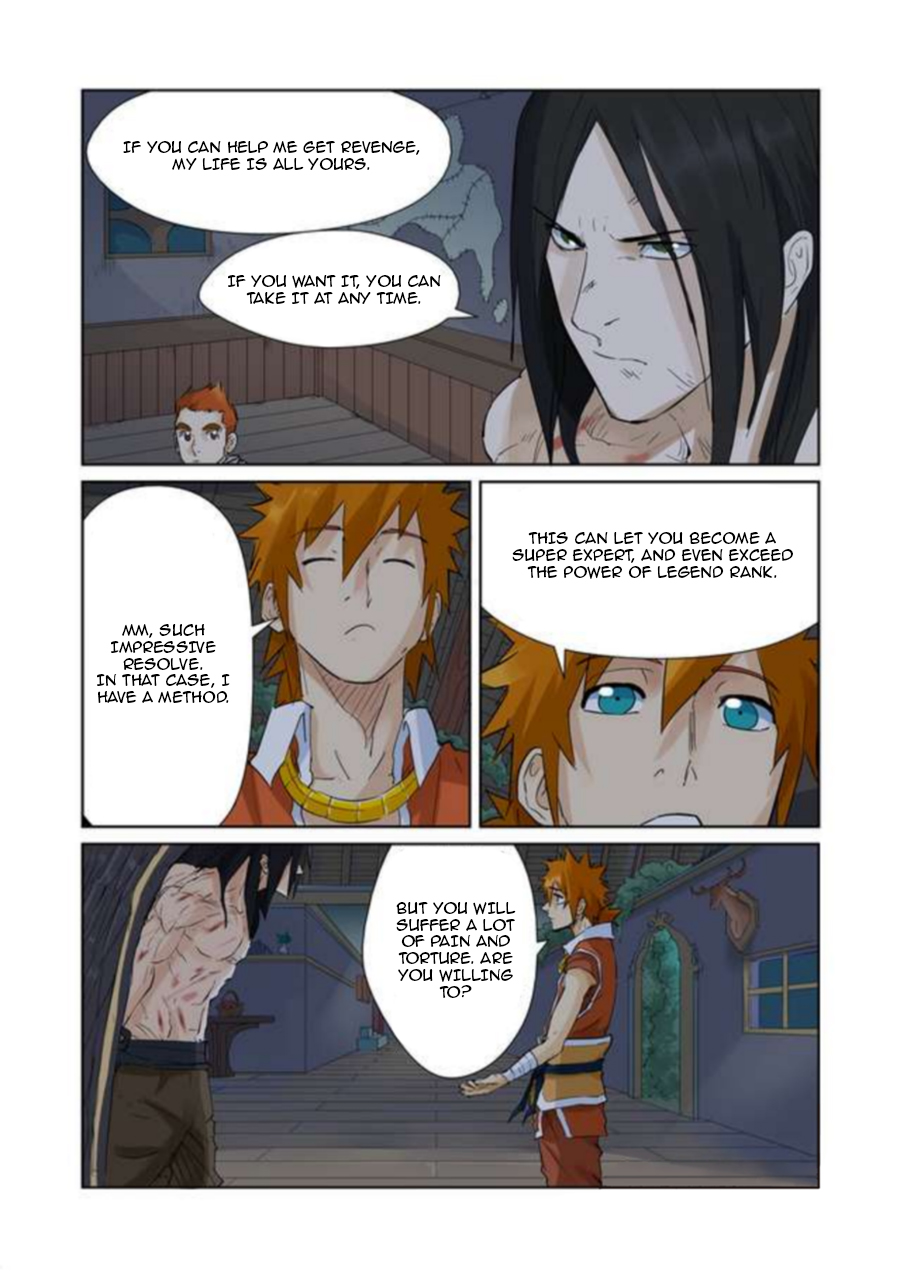 IF YOU CAN HELP ME GET REVENGE,
MY LIFE IS ALL YOURS.
IF YOU WANT IT, YOU CAN
TAKE IT AT ANY TIME.
MM, SUCH
IMPRESSIVE
RESOLVE.
IN THAT CASE, I
HAVE A METHOD.
THIS CAN LET YOU BECOME A
SUPER EXPERT, AND EVEN EXCEED
THE POWER OF LEGEND RANK.
BUT YOU WILL
SUFFER A LOT
OF PAIN AND
TORTURE. ARE
YOU WILLING
TO?